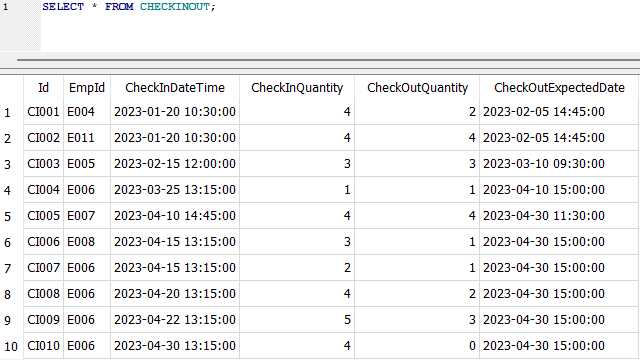 1 SELECT * FROM CHECKINOUT;
Id EmpId CheckInDateTime CheckInQuantity CheckOutQuantity CheckOutExpectedDate
1 CI001 E004 2023-01-20 10:30:00 4 2 2023-02-05 14:45:00
2 CI002 E011 2023-01-20 10:30:00 4 4 2023-02-05 14:45:00
3 CI003 E005 2023-02-15 12:00:00 3 3 2023-03-10 09:30:00
4 CI004 E006 2023-03-25 13:15:00 1 1 2023-04-10 15:00:00
5 CI005 E007 2023-04-10 14:45:00 4 4 2023-04-30 11:30:00
6 CI006 E008 2023-04-15 13:15:00 3 1 2023-04-30 15:00:00
7 CI007 E006 2023-04-15 13:15:00 2 1 2023-04-30 15:00:00
8 CI008 E006 2023-04-20 13:15:00 4 2 2023-04-30 15:00:00
9 CI009 E006 2023-04-22 13:15:00 5 3 2023-04-30 15:00:00
10 CI010 E006 2023-04-30 13:15:00 4 0 2023-04-30 15:00:00